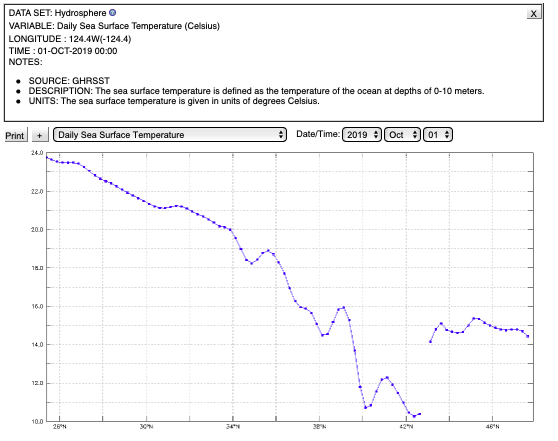 DATA SET: Hydrosphere ?
X
VARIABLE: Daily Sea Surface Temperature (Celsius)
LONGITUDE : 124.4W(-124.4)
TIME : 01-OCT-2019 00:00
NOTES:
• SOURCE: GHRSST
• DESCRIPTION: The sea surface temperature is defined as the temperature of the ocean at depths of 0-10 meters.
• UNITS: The sea surface temperature is given in units of degrees Celsius.
Print + Daily Sea Surface Temperature Date/Time: 2019 Oct 01
24.0
22.0
20.0
18.0
16.0
14.0
12.0
10.0
26°N 30°N 34°N 38°N 42°N 46°N